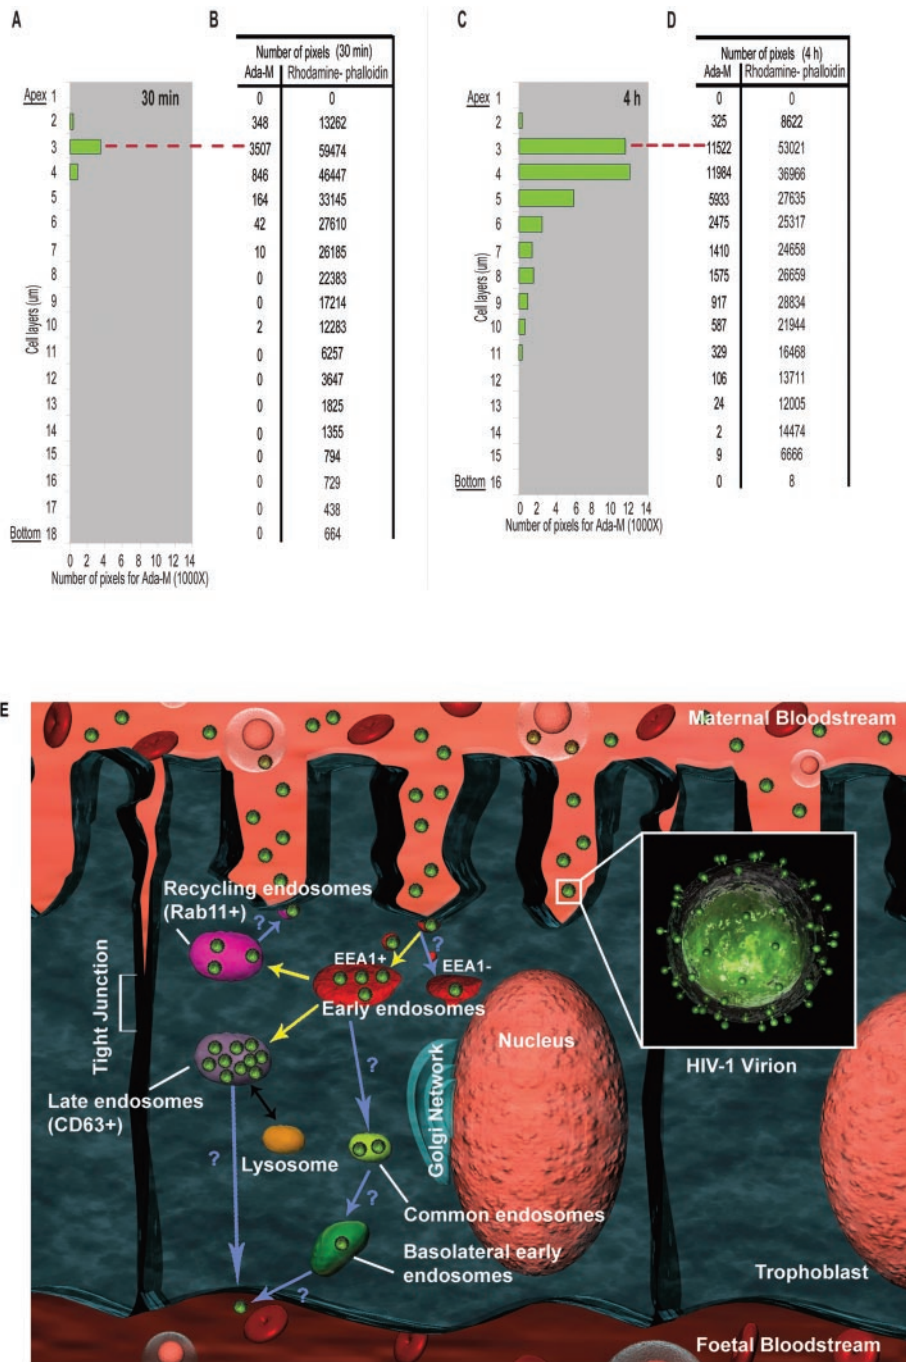 A
B
C
D
Number of pixels (30 min)
Ada-M Rhodamine- phalloidin
0 0
348 13262
3507 59474
846 46447
164 33145
42 27610
10 26185
0 22383
0 17214
2 12283
0 6257
0 3647
0 1825
0 1355
0 794
0 729
0 438
0 664
Apex 1
30 min
2
3
4
5
6
7
8
9
10
11
12
13
14
15
16
17
Bottom 18
Cell layers (um)
0 2 4 6 8 10 12 14
Number of pixels for Ada-M (1000X)
Apex 1
4 h
2
3
4
5
6
7
8
9
10
11
12
13
14
15
Bottom 16
Cell layers (um)
0 2 4 6 8 10 12 14
Number of pixels for Ada-M (1000X)
Number of pixels (4 h)
Ada-M Rhodamine- phalloidin
0 0
325 8622
11522 53021
11984 36966
5933 27635
2475 25317
1410 24658
1575 26659
917 28834
587 21944
329 16468
106 13711
24 12005
2 14474
9 6666
0 8
E
Maternal Bloodstream
Recycling endosomes
(Rab11+)
?
?
EEA1+
EEA1-
Early endosomes
Tight Junction
Nucleus
HIV-1 Virion
Late endosomes
(CD63+)
?
Golgi Network
?
Lysosome
?
Common endosomes
Basolateral early
endosomes
?
Trophoblast
Foetal Bloodstream